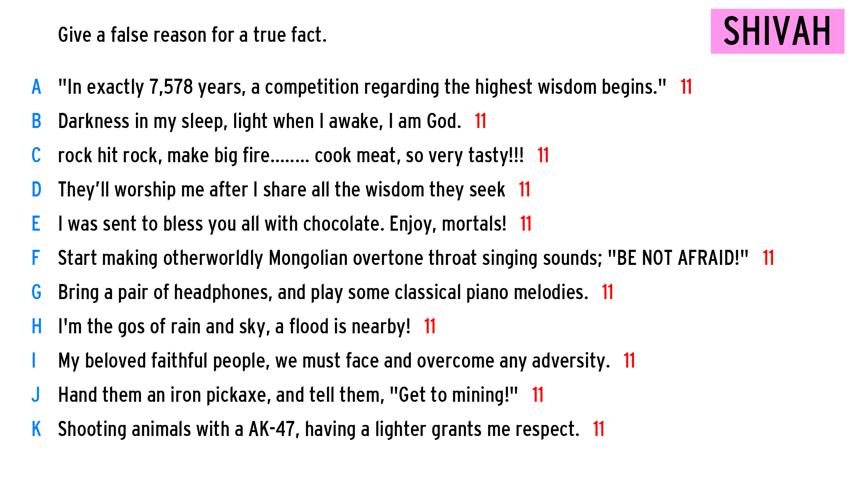 Give a false reason for a true fact.
SHIVAH
A "In exactly 7,578 years, a competition regarding the highest wisdom begins." 11
B Darkness in my sleep, light when I awake, I am God. 11
C rock hit rock, make big fire........ cook meat, so very tasty!!! 11
D They'll worship me after I share all the wisdom they seek 11
E I was sent to bless you all with chocolate. Enjoy, mortals! 11
F Start making otherworldly Mongolian overtone throat singing sounds; "BE NOT AFRAID!" 11
G Bring a pair of headphones, and play some classical piano melodies. 11
H I'm the gos of rain and sky, a flood is nearby! 11
I My beloved faithful people, we must face and overcome any adversity. 11
J Hand them an iron pickaxe, and tell them, "Get to mining!" 11
K Shooting animals with a AK-47, having a lighter grants me respect. 11